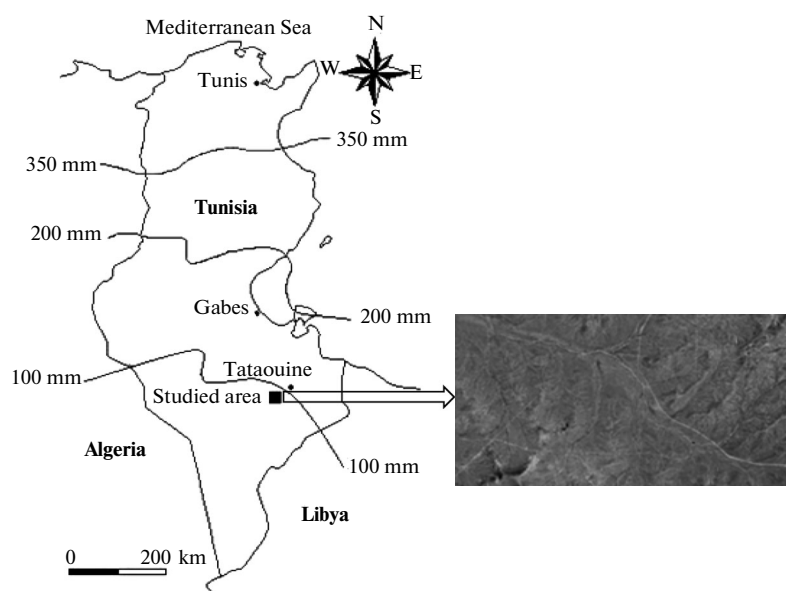 Mediterranean Sea
N
W
E
S
Tunis
350 mm
350 mm
Tunisia
200 mm
Gabes
200 mm
100 mm
Tataouine
Studied area
Algeria
100 mm
Libya
0 200 km